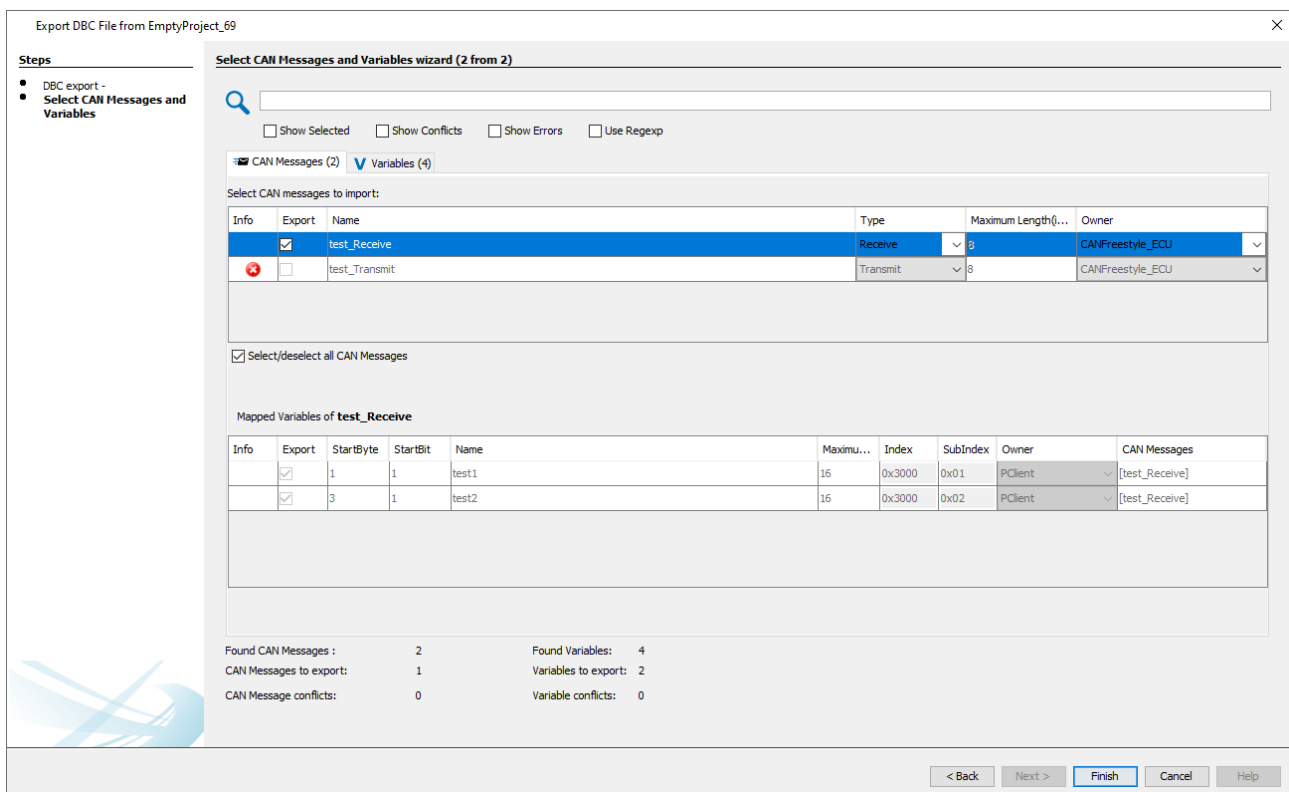 Export DBC File from EmptyProject_69
Steps
DBC export -
Select CAN Messages and
Variables
Select CAN Messages and Variables wizard (2 from 2)
Show Selected Show Conflicts Show Errors Use Regexp
CAN Messages (2) Variables (4)
Select CAN messages to import:
Info Export Name Type Maximum Length(i... Owner
test_Receive Receive 8 CANFreestyle_ECU
test_Transmit Transmit 8 CANFreestyle_ECU
Select/deselect all CAN Messages
Mapped Variables of test_Receive
Info Export StartByte StartBit Name Maximu... Index SubIndex Owner CAN Messages
1 1 test1 16 0x3000 0x01 PClient [test_Receive]
3 1 test2 16 0x3000 0x02 PClient [test_Receive]
Found CAN Messages : 2 Found Variables: 4
CAN Messages to export: 1 Variables to export: 2
CAN Message conflicts: 0 Variable conflicts: 0
< Back Next > Finish Cancel Help